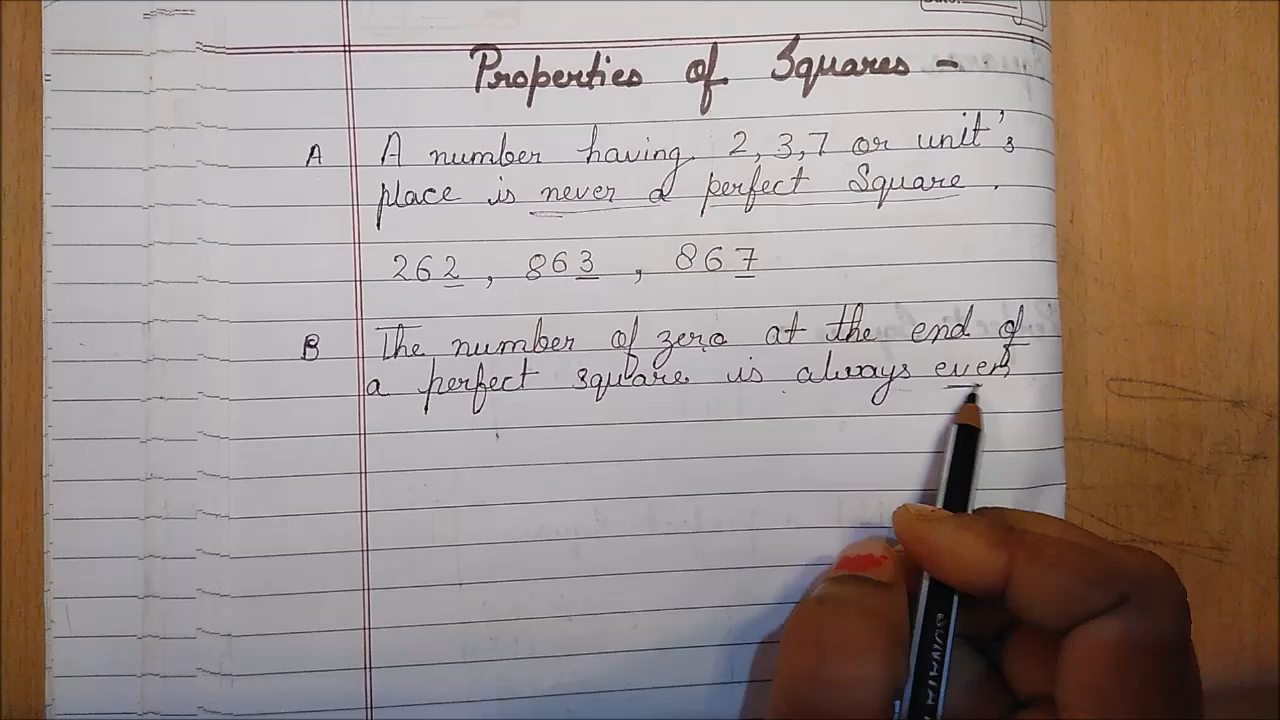 Properties of Squares -
A A number having 2, 3, 7 or unit's
place is never a perfect Square .
262 , 863 , 867
B The number of zero at the end of
a perfect square is always even